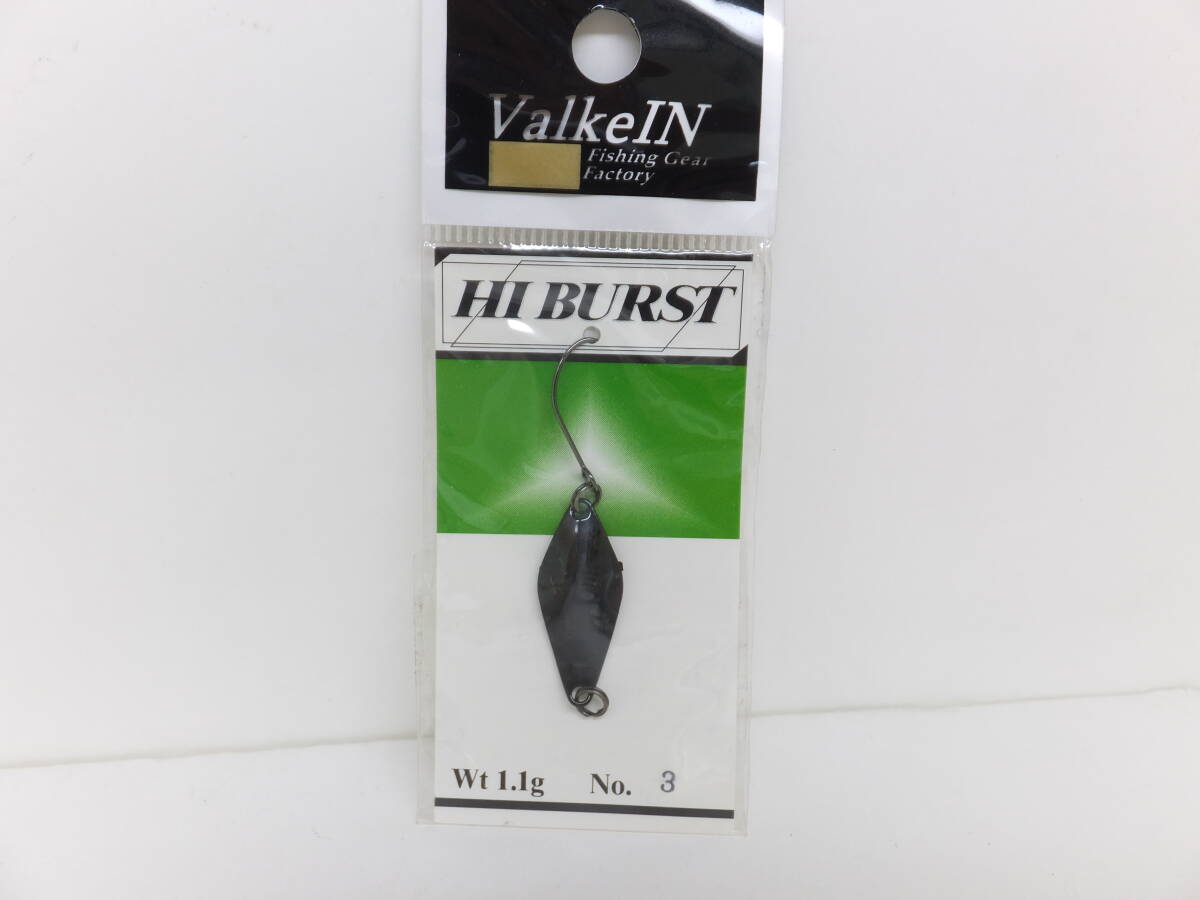 ValkeIN
Fishing Gear
Factory
HI BURST
Wt 1.1g No. 3